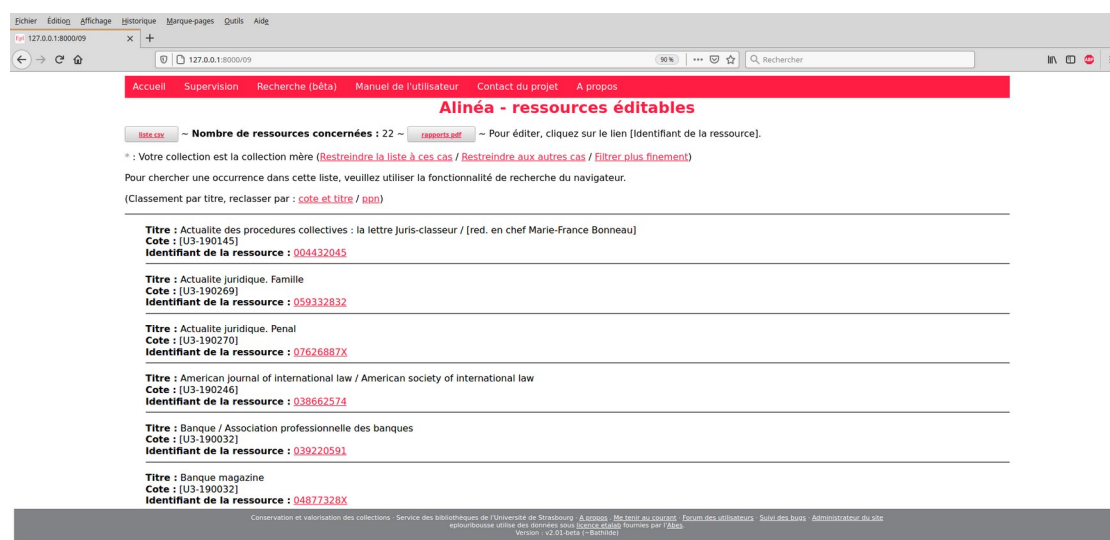 Fichier Édition Affichage Historique Marque-pages Outils Aide
Epl 127.0.0.1:8000/09 × +
127.0.0.1:8000/09 90 % Rechercher ABP
Accueil Supervision Recherche (bêta) Manuel de l'utilisateur Contact du projet A propos
Alinéa - ressources éditables
liste csv ~ Nombre de ressources concernées : 22 ~ rapports pdf ~ Pour éditer, cliquez sur le lien [Identifiant de la ressource].
* : Votre collection est la collection mère (Restreindre la liste à ces cas / Restreindre aux autres cas / Filtrer plus finement)
Pour chercher une occurrence dans cette liste, veuillez utiliser la fonctionnalité de recherche du navigateur.
(Classement par titre, reclasser par : cote et titre / ppn)
Titre : Actualite des procedures collectives : la lettre Juris-classeur / [red. en chef Marie-France Bonneau]
Cote : [U3-190145]
Identifiant de la ressource : 004432045
Titre : Actualite juridique. Famille
Cote : [U3-190269]
Identifiant de la ressource : 059332832
Titre : Actualite juridique. Penal
Cote : [U3-190270]
Identifiant de la ressource : 07626887X
Titre : American journal of international law / American society of international law
Cote : [U3-190246]
Identifiant de la ressource : 038662574
Titre : Banque / Association professionnelle des banques
Cote : [U3-190032]
Identifiant de la ressource : 039220591
Titre : Banque magazine
Cote : [U3-190032]
Identifiant de la ressource : 04877328X
Conservation et valorisation des collections · Service des bibliothèques de l'Université de Strasbourg · A propos · Me tenir au courant · Forum des utilisateurs · Suivi des bugs · Administrateur du site
eplouribousse utilise des données sous licence etalab fournies par l'Abes
Version : v2.01-beta (~Bathilde)